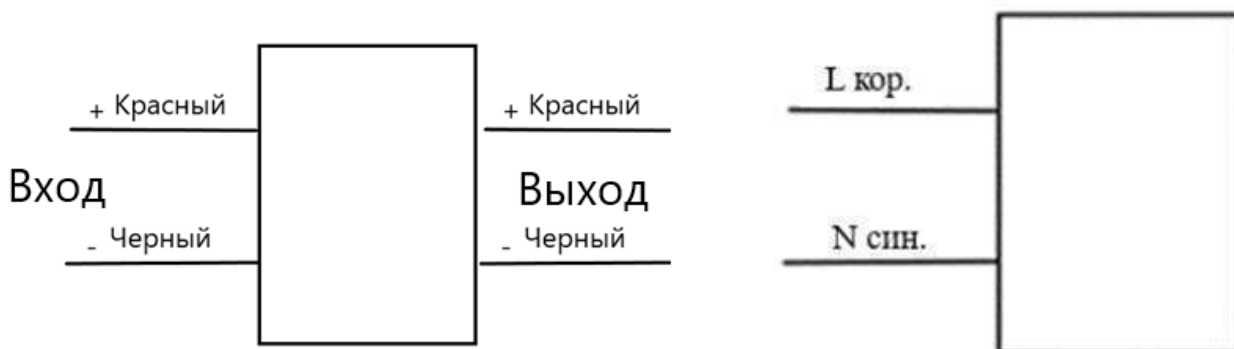 + Красный
Вход
- Черный
+ Красный
Выход
- Черный
L кор.
N син.